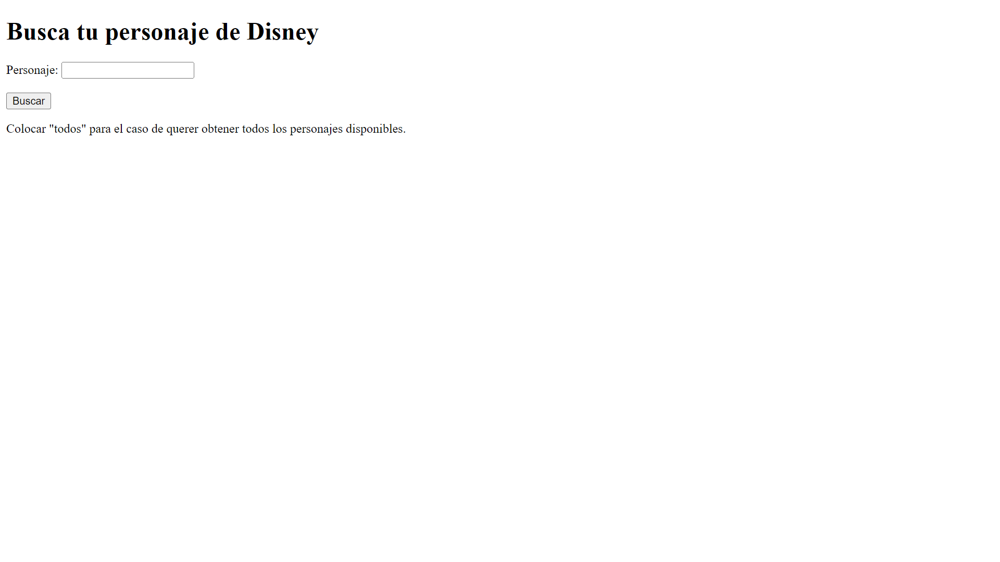 Busca tu personaje de Disney
Personaje:
Buscar
Colocar "todos" para el caso de querer obtener todos los personajes disponibles.